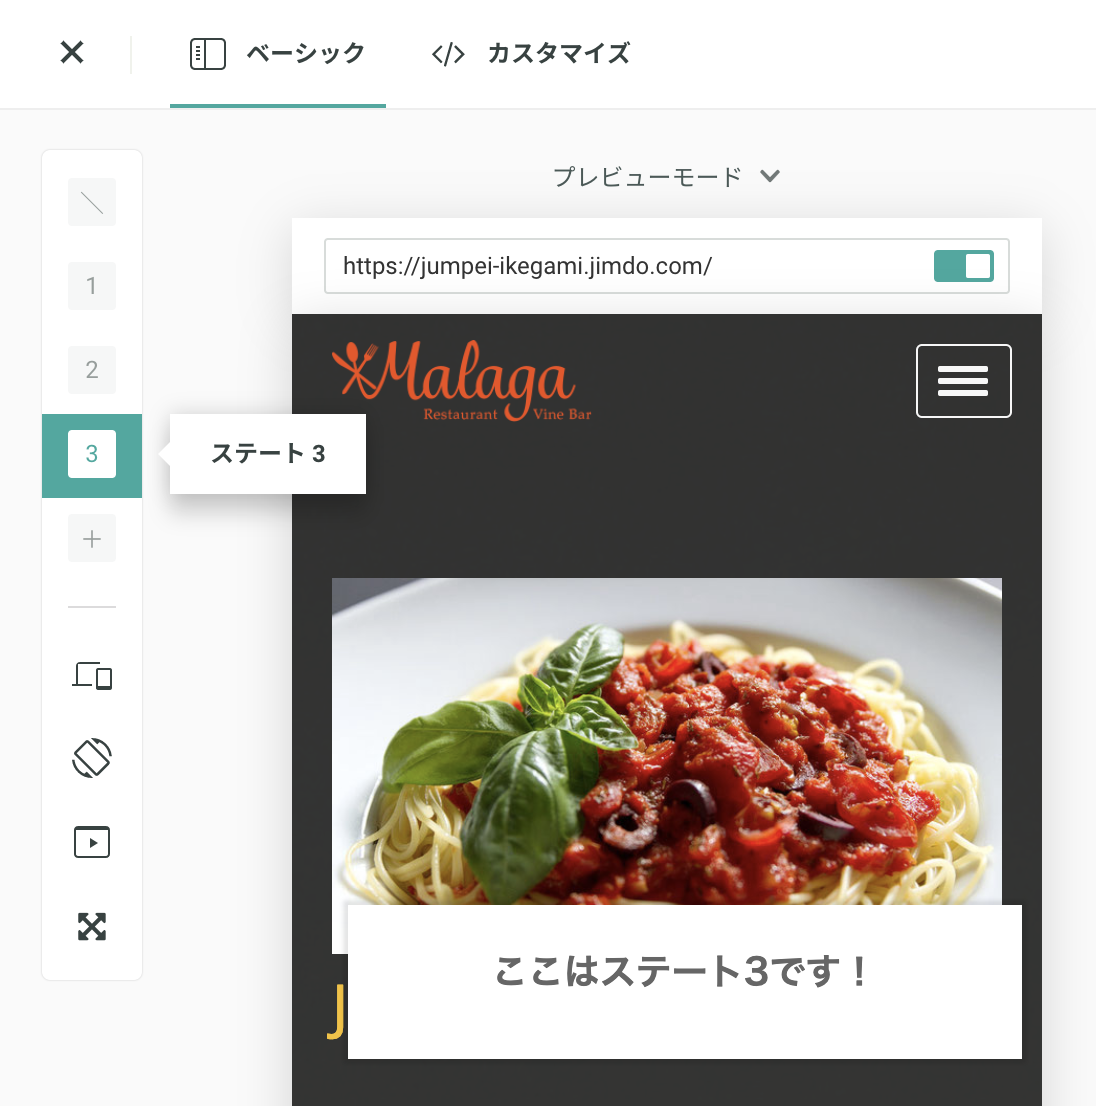 ベーシック
カスタマイズ
プレビューモード
https://jumpei-ikegami.jimdo.com/
1
2
3
ステート 3
Malaga
Restaurant Vine Bar
ここはステート3です！
J